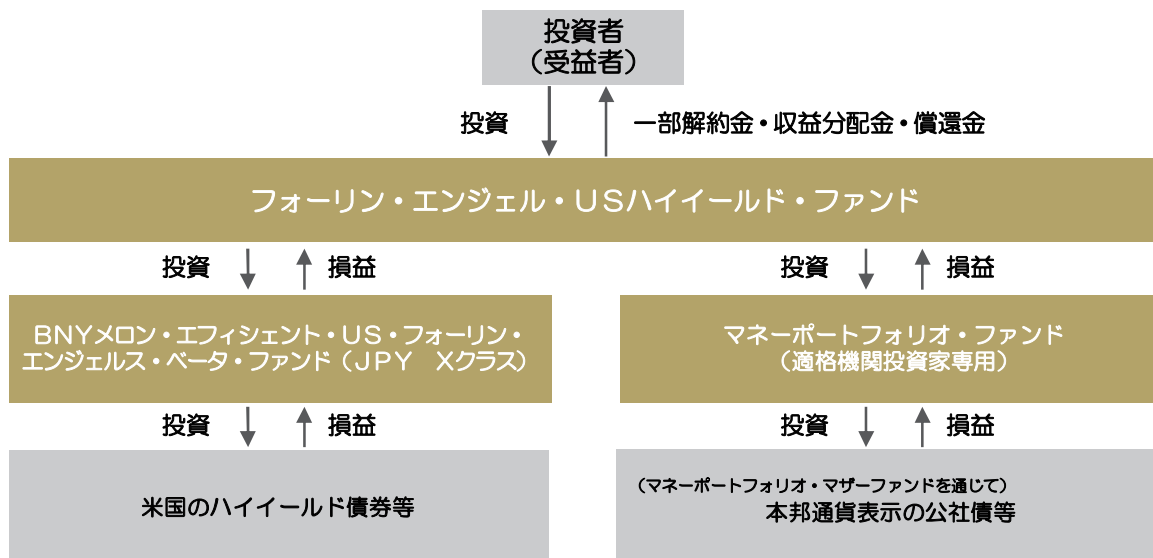 投資者
（受益者）
投資
一部解約金・収益分配金・償還金
フォーリン・エンジェル・ＵＳハイイールド・ファンド
投資
損益
投資
損益
ＢＮＹメロン・エフィシェント・ＵＳ・フォーリン・
エンジェルス・ベータ・ファンド（ＪＰＹ　Ｘクラス）
マネーポートフォリオ・ファンド
（適格機関投資家専用）
投資
損益
投資
損益
米国のハイイールド債券等
（マネーポートフォリオ・マザーファンドを通じて）
本邦通貨表示の公社債等